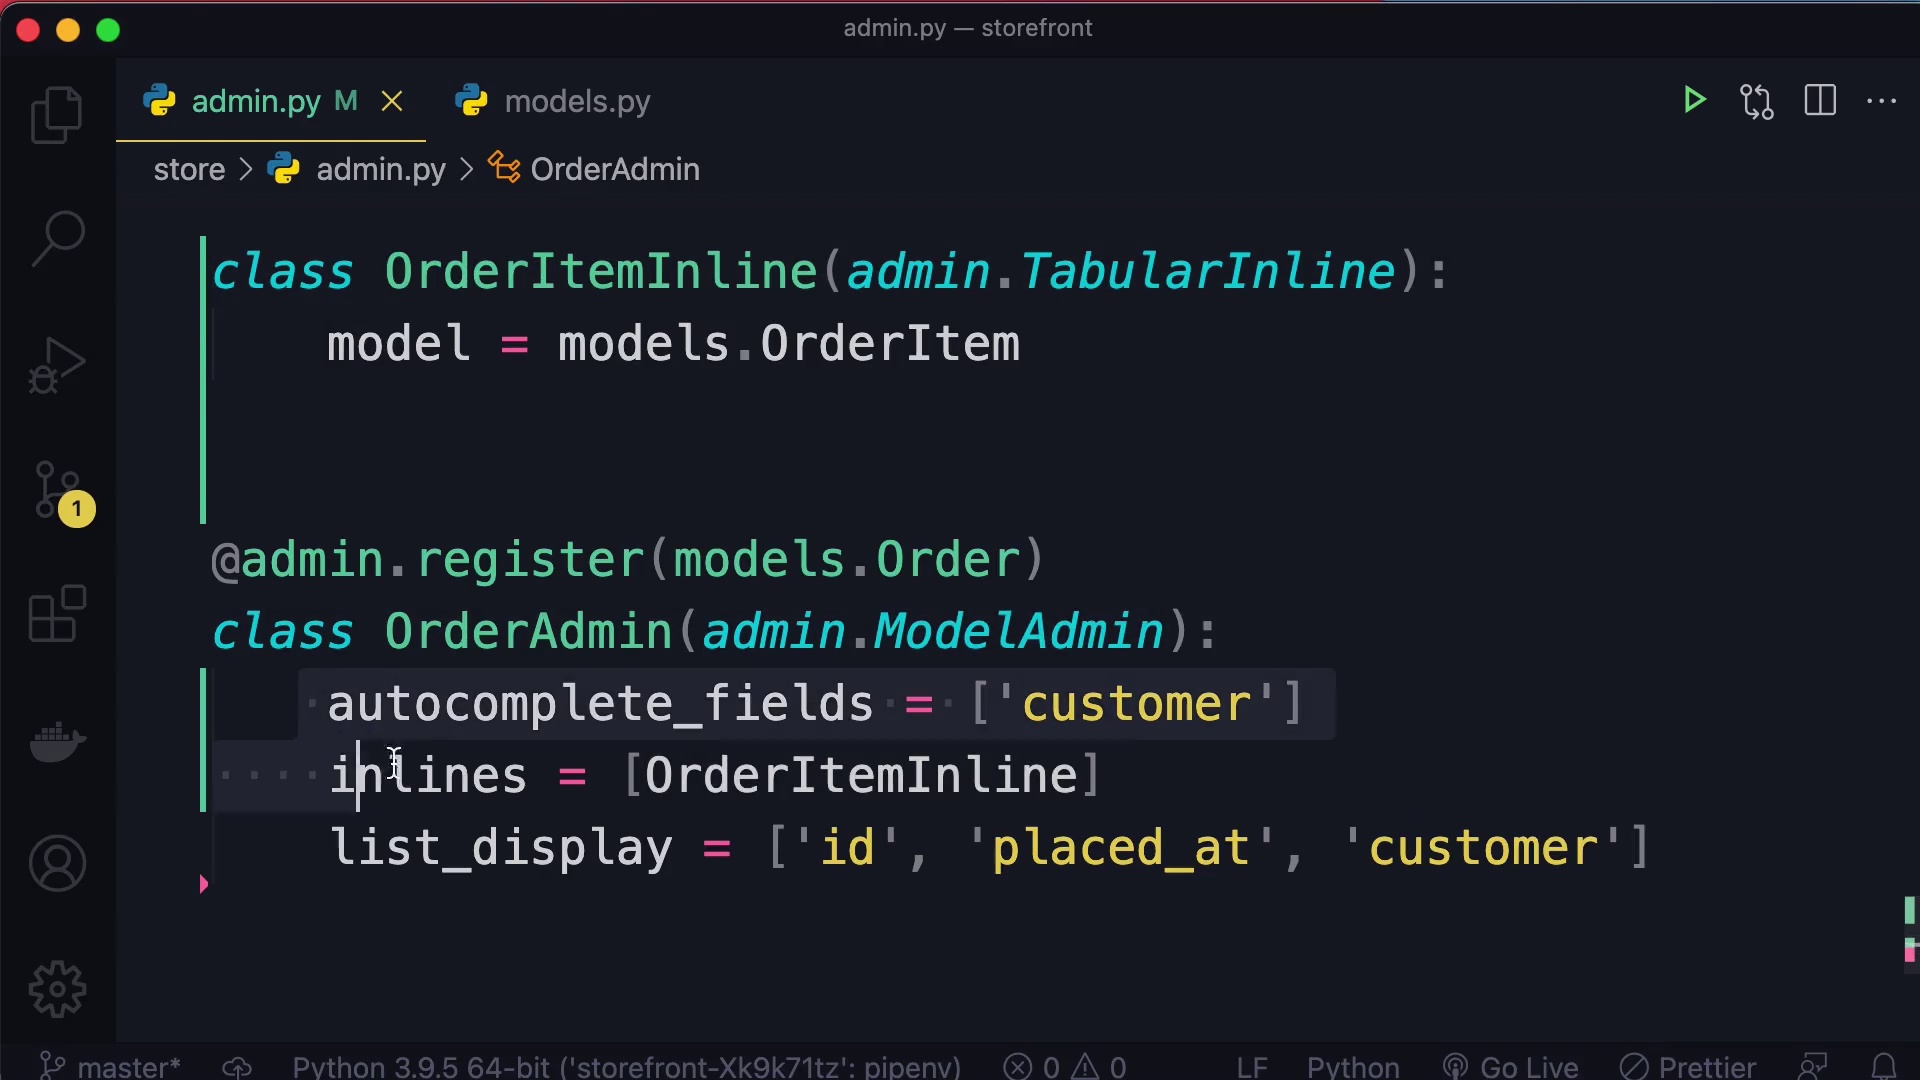 admin.py — storefront
admin.py M
models.py
store > admin.py > OrderAdmin
class OrderItemInline(admin.TabularInline):
model = models.OrderItem
@admin.register(models.Order)
class OrderAdmin(admin.ModelAdmin):
autocomplete_fields = ['customer']
inlines = [OrderItemInline]
list_display = ['id', 'placed_at', 'customer']
1
master* Python 3.9.5 64-bit ('storefront-Xk9k71tz': pipenv) 0 0 LF Python Go Live Prettier